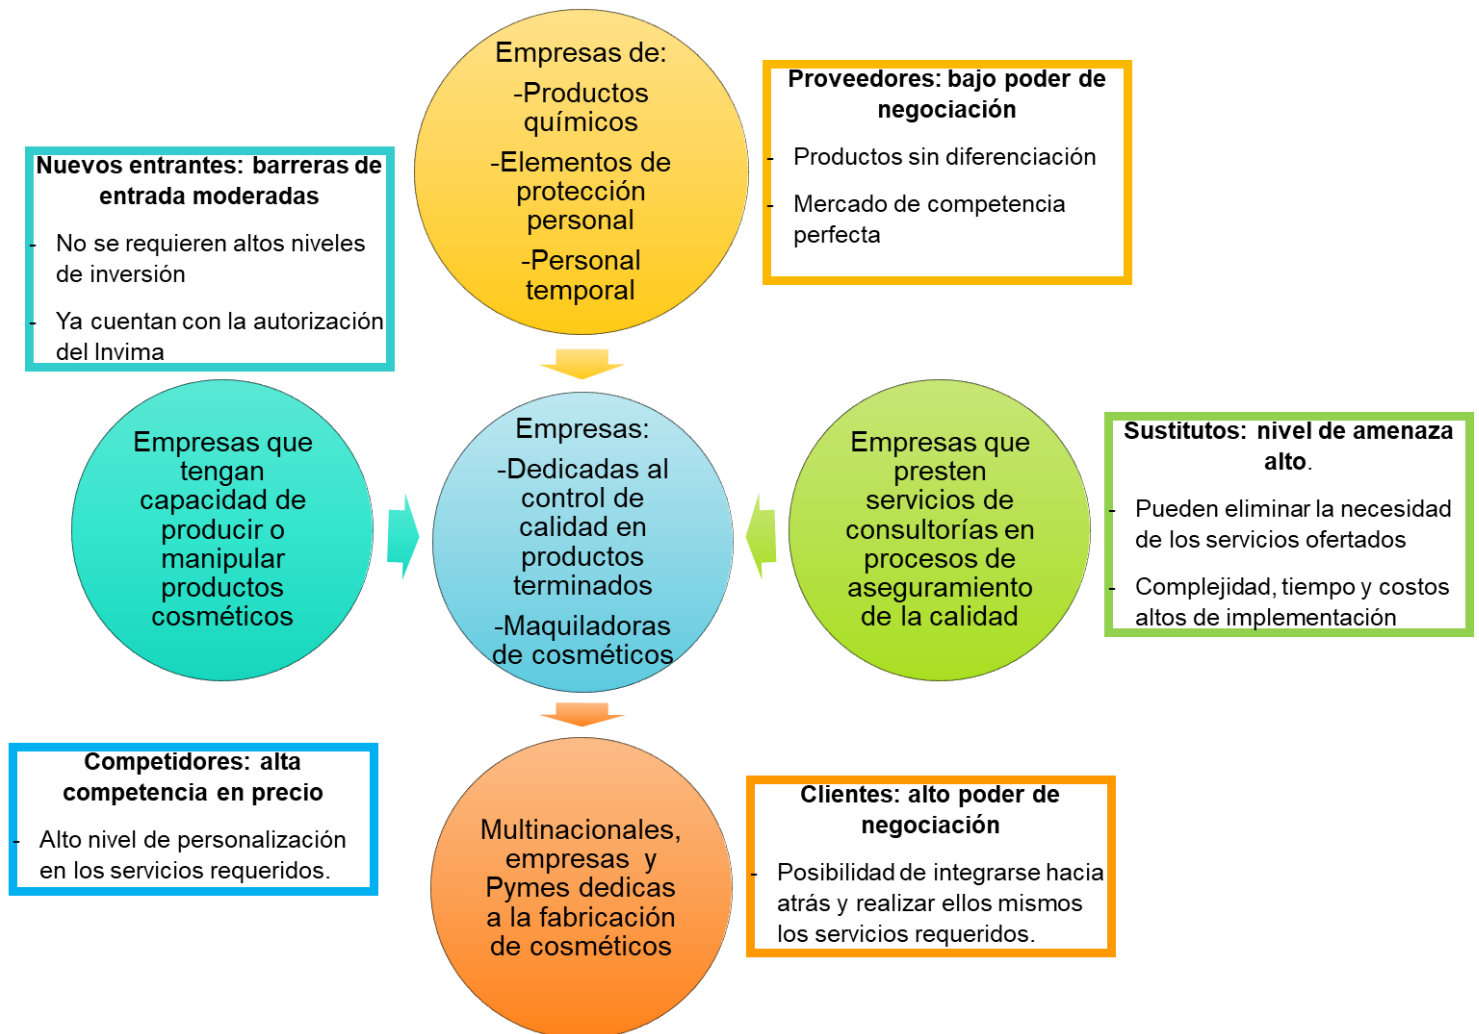 Empresas de:
-Productos
químicos
-Elementos de
protección
personal
-Personal
temporal
Proveedores: bajo poder de
negociación
- Productos sin diferenciación
- Mercado de competencia
perfecta
Nuevos entrantes: barreras de
entrada moderadas
- No se requieren altos niveles
de inversión
- Ya cuentan con la autorización
del Invima
Empresas que
tengan
capacidad de
producir o
manipular
productos
cosméticos
Empresas:
-Dedicadas al
control de
calidad en
productos
terminados
-Maquiladoras
de cosméticos
Empresas que
presten
servicios de
consultorías en
procesos de
aseguramiento
de la calidad
Sustitutos: nivel de amenaza
alto.
- Pueden eliminar la necesidad
de los servicios ofertados
- Complejidad, tiempo y costos
altos de implementación
Competidores: alta
competencia en precio
- Alto nivel de personalización
en los servicios requeridos.
Multinacionales,
empresas y
Pymes dedicas
a la fabricación
de cosméticos
Clientes: alto poder de
negociación
- Posibilidad de integrarse hacia
atrás y realizar ellos mismos
los servicios requeridos.